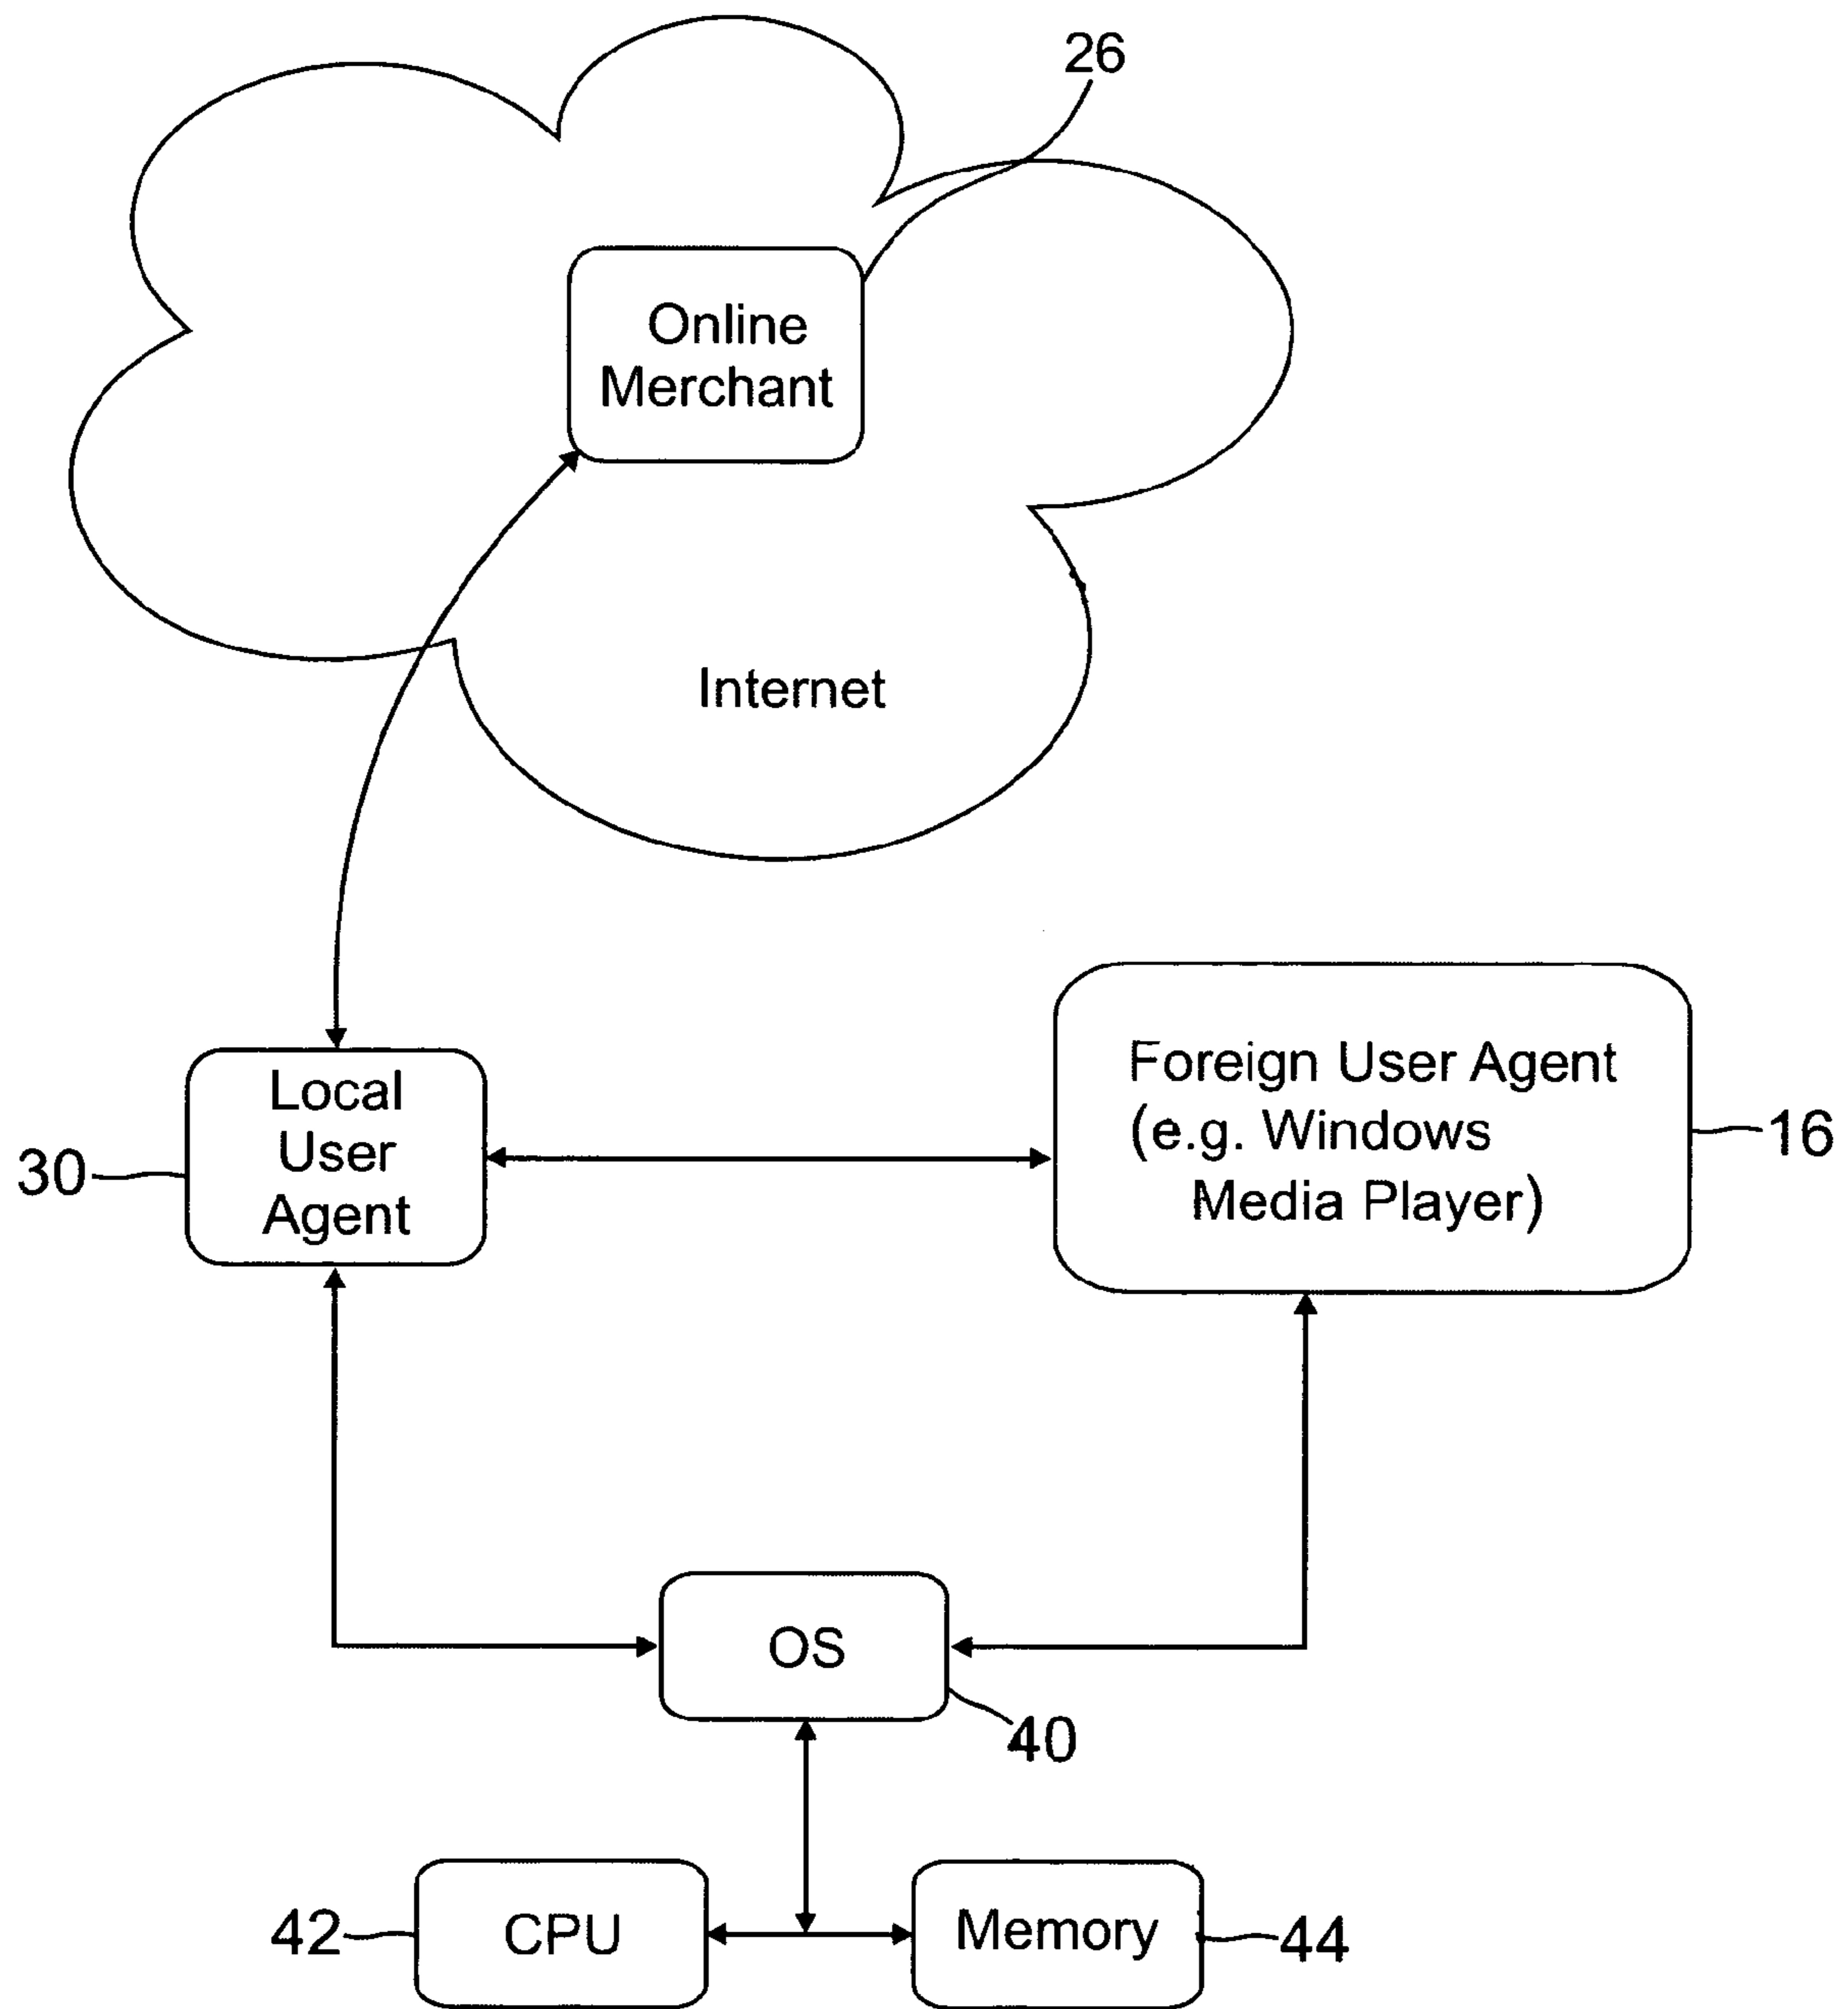 26
Online
Merchant
Internet
Local
User
Agent
30
Foreign User Agent
(e.g. Windows
Media Player)
16
OS
40
CPU
42
Memory
44